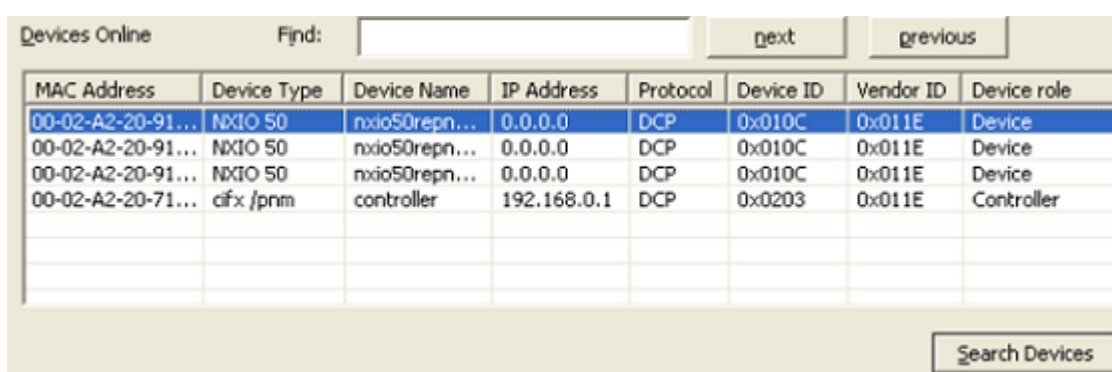 Devices Online Find: next previous
MAC Address Device Type Device Name IP Address Protocol Device ID Vendor ID Device role
00-02-A2-20-91... NXIO 50 nxio50repn... 0.0.0.0 DCP 0x010C 0x011E Device
00-02-A2-20-91... NXIO 50 nxio50repn... 0.0.0.0 DCP 0x010C 0x011E Device
00-02-A2-20-91... NXIO 50 nxio50repn... 0.0.0.0 DCP 0x010C 0x011E Device
00-02-A2-20-71... cifx /pnm controller 192.168.0.1 DCP 0x0203 0x011E Controller
Search Devices